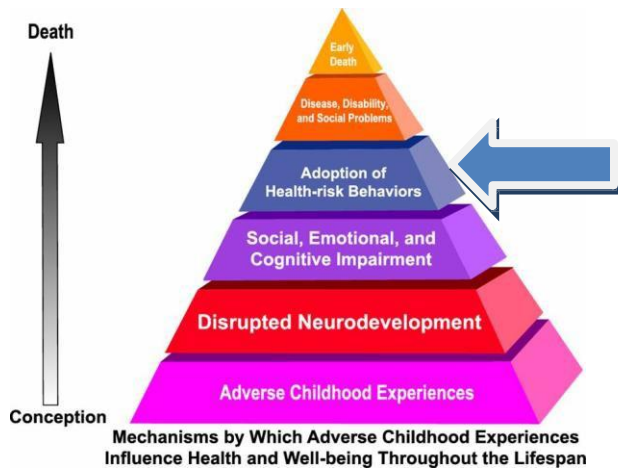 Death
Early
Death
Disease, Disability,
and Social Problems
Adoption of
Health-risk Behaviors
Social, Emotional, and
Cognitive Impairment
Disrupted Neurodevelopment
Adverse Childhood Experiences
Conception
Mechanisms by Which Adverse Childhood Experiences
Influence Health and Well-being Throughout the Lifespan